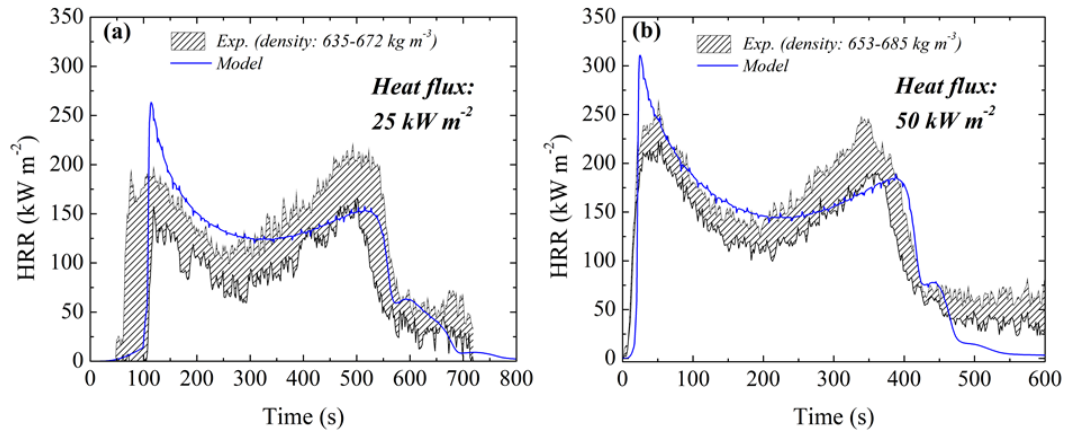 (a)
Exp. (density: 635-672 kg m⁻³)
Model
Heat flux:
25 kW m⁻²
HRR (kW m⁻²)
350
300
250
200
150
100
50
0
0 100 200 300 400 500 600 700 800
Time (s)
(b)
Exp. (density: 653-685 kg m⁻³)
Model
Heat flux:
50 kW m⁻²
HRR (kW m⁻²)
350
300
250
200
150
100
50
0
0 100 200 300 400 500 600
Time (s)